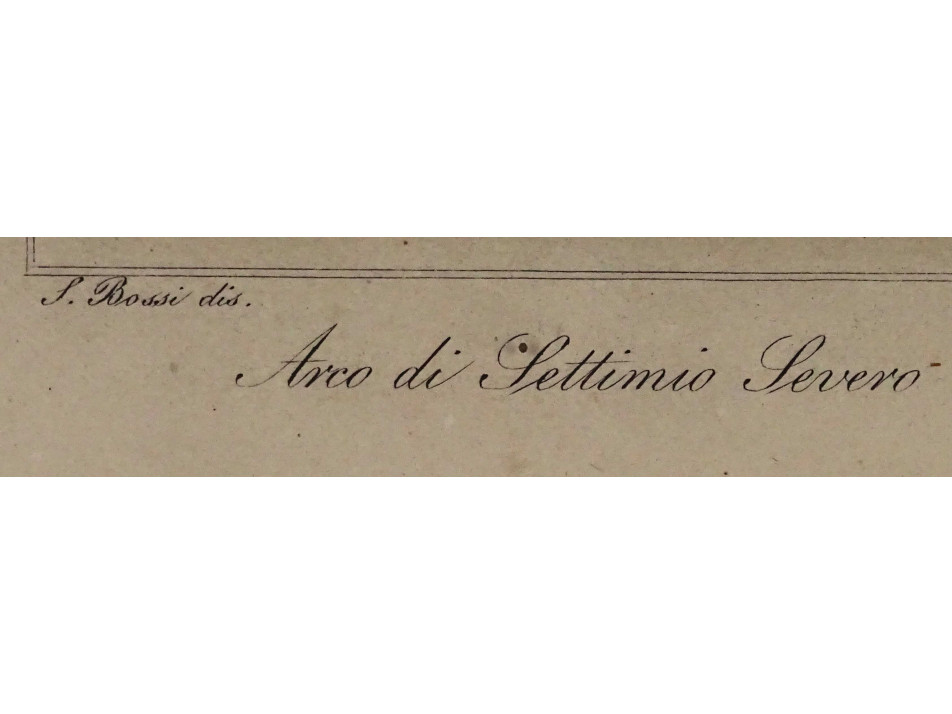 S. Bossi dis.
Arco di Settimio Severo